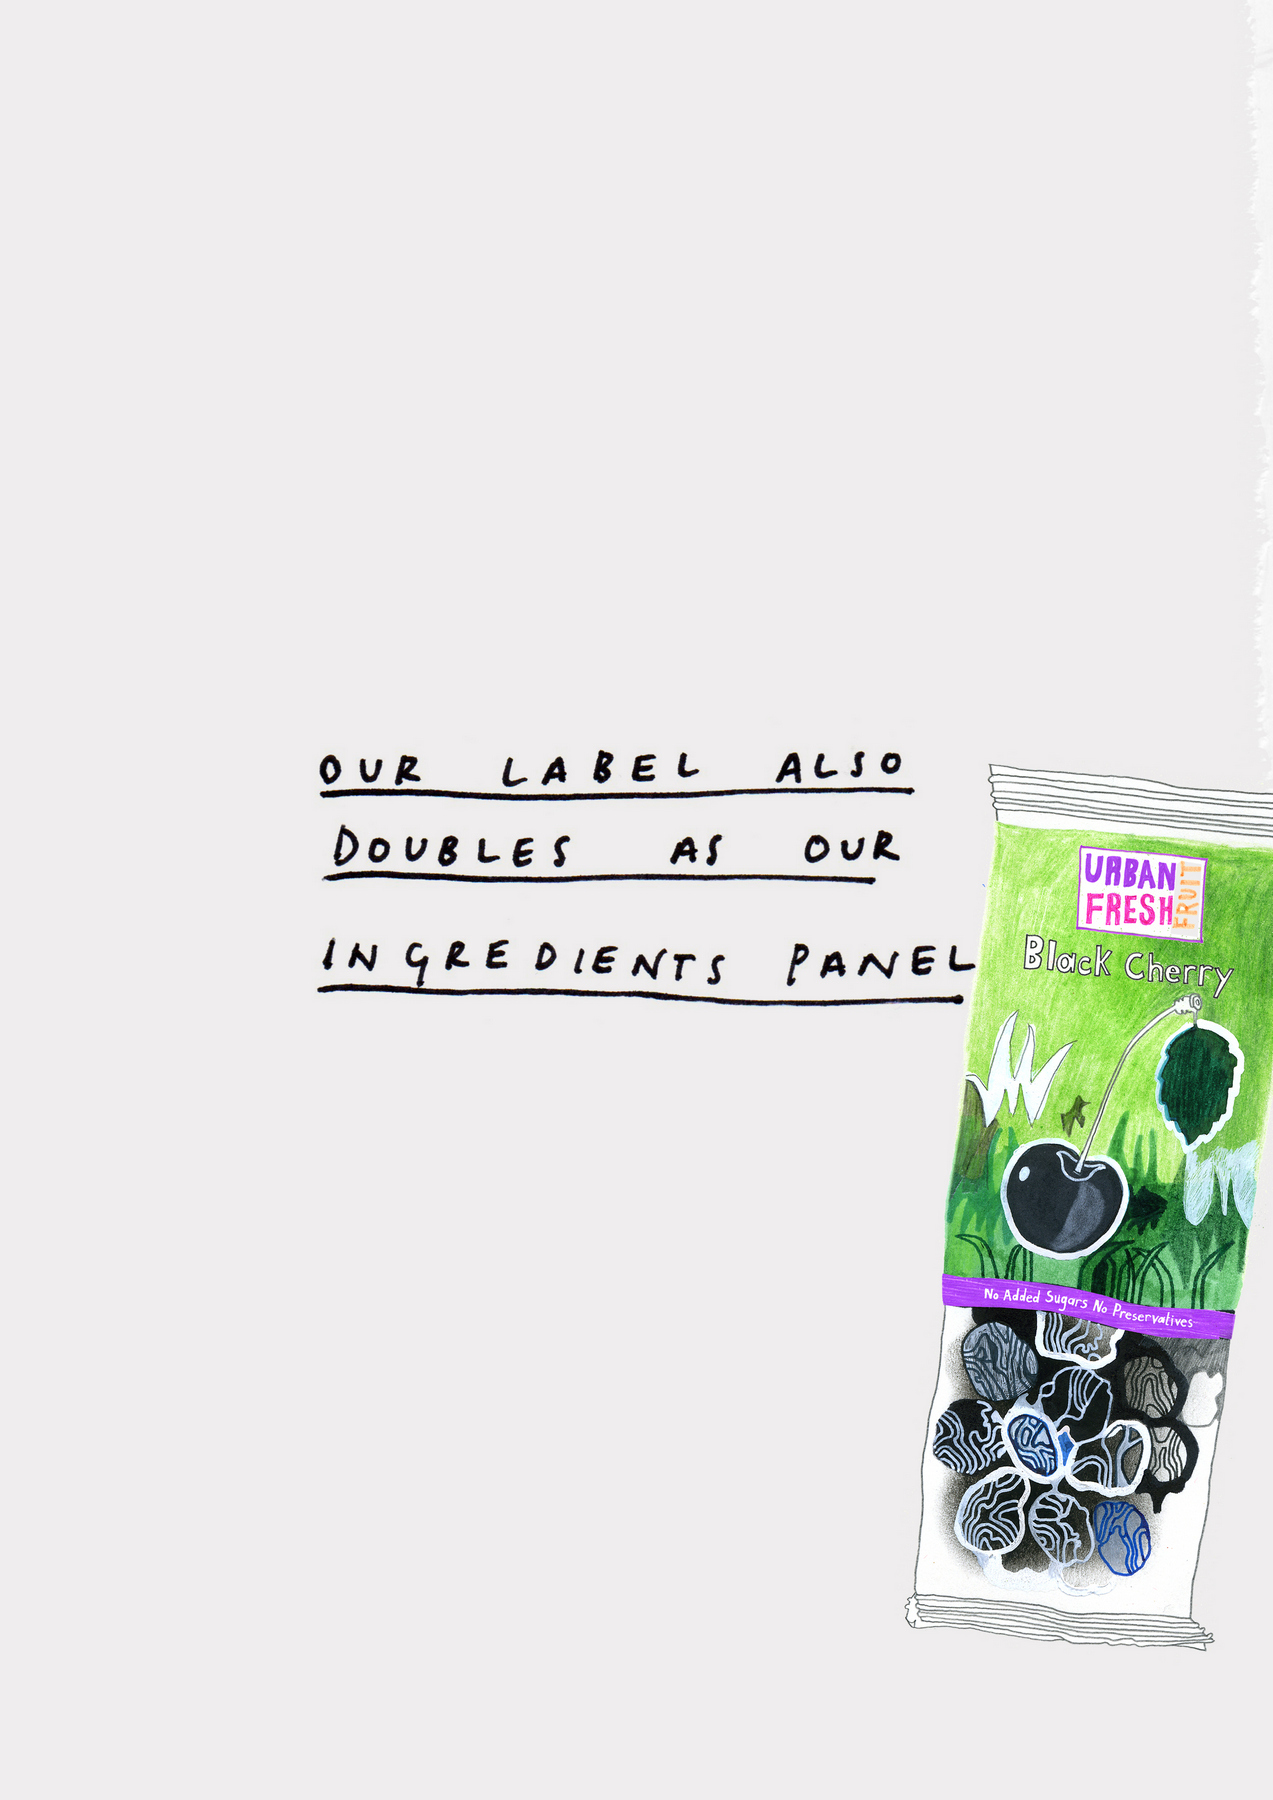 OUR LABEL ALSO
DOUBLES AS OUR
INGREDIENTS PANEL
URBAN
FRESH
FRUIT
Black Cherry
No Added Sugars No Preservatives